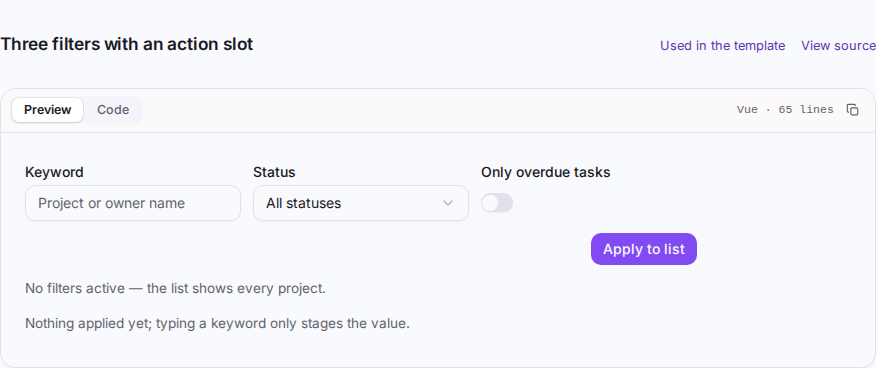 Three filters with an action slot
Used in the template
View source
Preview
Code
Vue · 65 lines
Keyword
Status
Only overdue tasks
Project or owner name
All statuses
Apply to list
No filters active — the list shows every project.
Nothing applied yet; typing a keyword only stages the value.